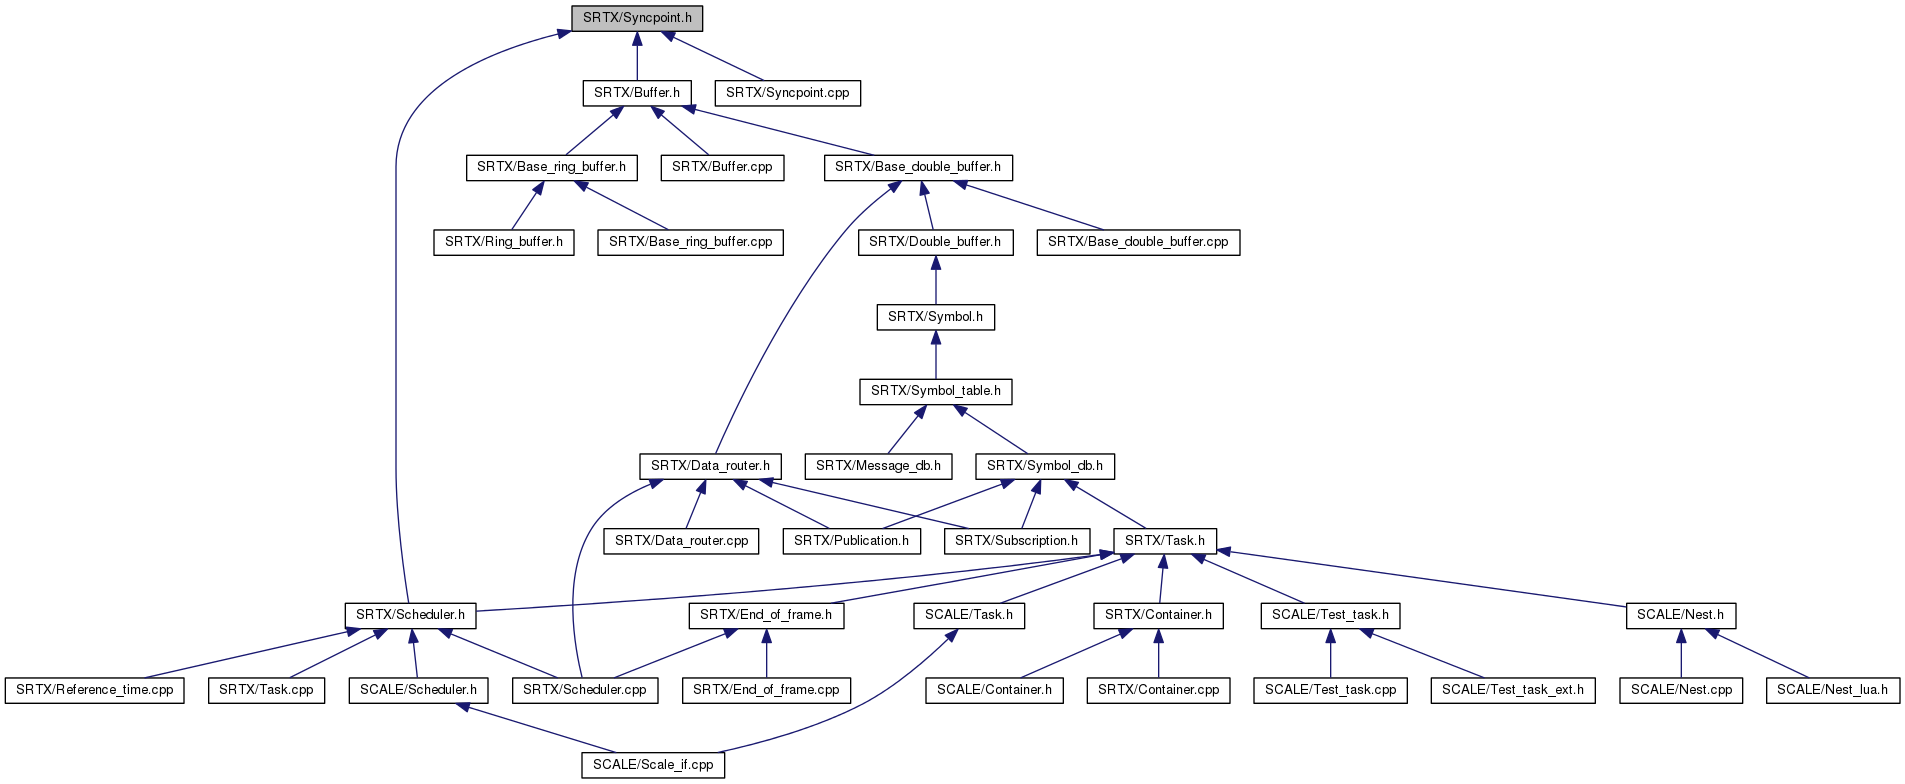 SRTX/Syncpoint.h
SRTX/Buffer.h
SRTX/Syncpoint.cpp
SRTX/Base_ring_buffer.h
SRTX/Buffer.cpp
SRTX/Base_double_buffer.h
SRTX/Ring_buffer.h
SRTX/Base_ring_buffer.cpp
SRTX/Double_buffer.h
SRTX/Base_double_buffer.cpp
SRTX/Symbol.h
SRTX/Symbol_table.h
SRTX/Data_router.h
SRTX/Message_db.h
SRTX/Symbol_db.h
SRTX/Data_router.cpp
SRTX/Publication.h
SRTX/Subscription.h
SRTX/Task.h
SRTX/Scheduler.h
SRTX/End_of_frame.h
SCALE/Task.h
SRTX/Container.h
SCALE/Test_task.h
SCALE/Nest.h
SRTX/Reference_time.cpp
SRTX/Task.cpp
SCALE/Scheduler.h
SRTX/Scheduler.cpp
SRTX/End_of_frame.cpp
SCALE/Container.h
SRTX/Container.cpp
SCALE/Test_task.cpp
SCALE/Test_task_ext.h
SCALE/Nest.cpp
SCALE/Nest_lua.h
SCALE/Scale_if.cpp